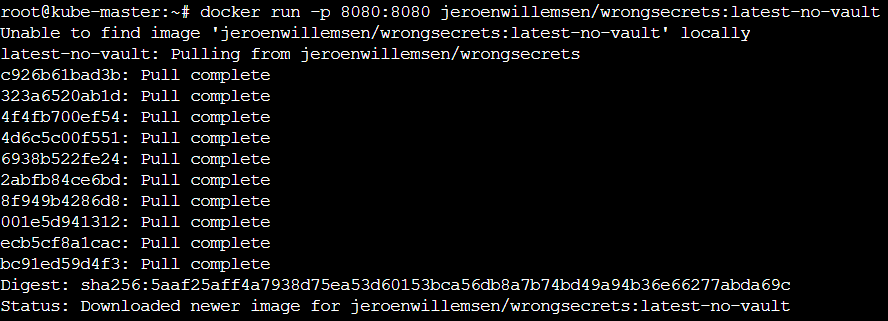 root@kube-master:~# docker run -p 8080:8080 jeroenwillemsen/wrongsecrets:latest-no-vault
Unable to find image 'jeroenwillemsen/wrongsecrets:latest-no-vault' locally
latest-no-vault: Pulling from jeroenwillemsen/wrongsecrets
c926b61bad3b: Pull complete
323a6520ab1d: Pull complete
4f4fb700ef54: Pull complete
4d6c5c00f551: Pull complete
6938b522fe24: Pull complete
2abfb84ce6bd: Pull complete
8f949b4286d8: Pull complete
001e5d941312: Pull complete
ecb5cf8a1cac: Pull complete
bc91ed59d4f3: Pull complete
Digest: sha256:5aaf25aff4a7938d75ea53d60153bca56db8a7b74bd49a94b36e66277abda69c
Status: Downloaded newer image for jeroenwillemsen/wrongsecrets:latest-no-vault